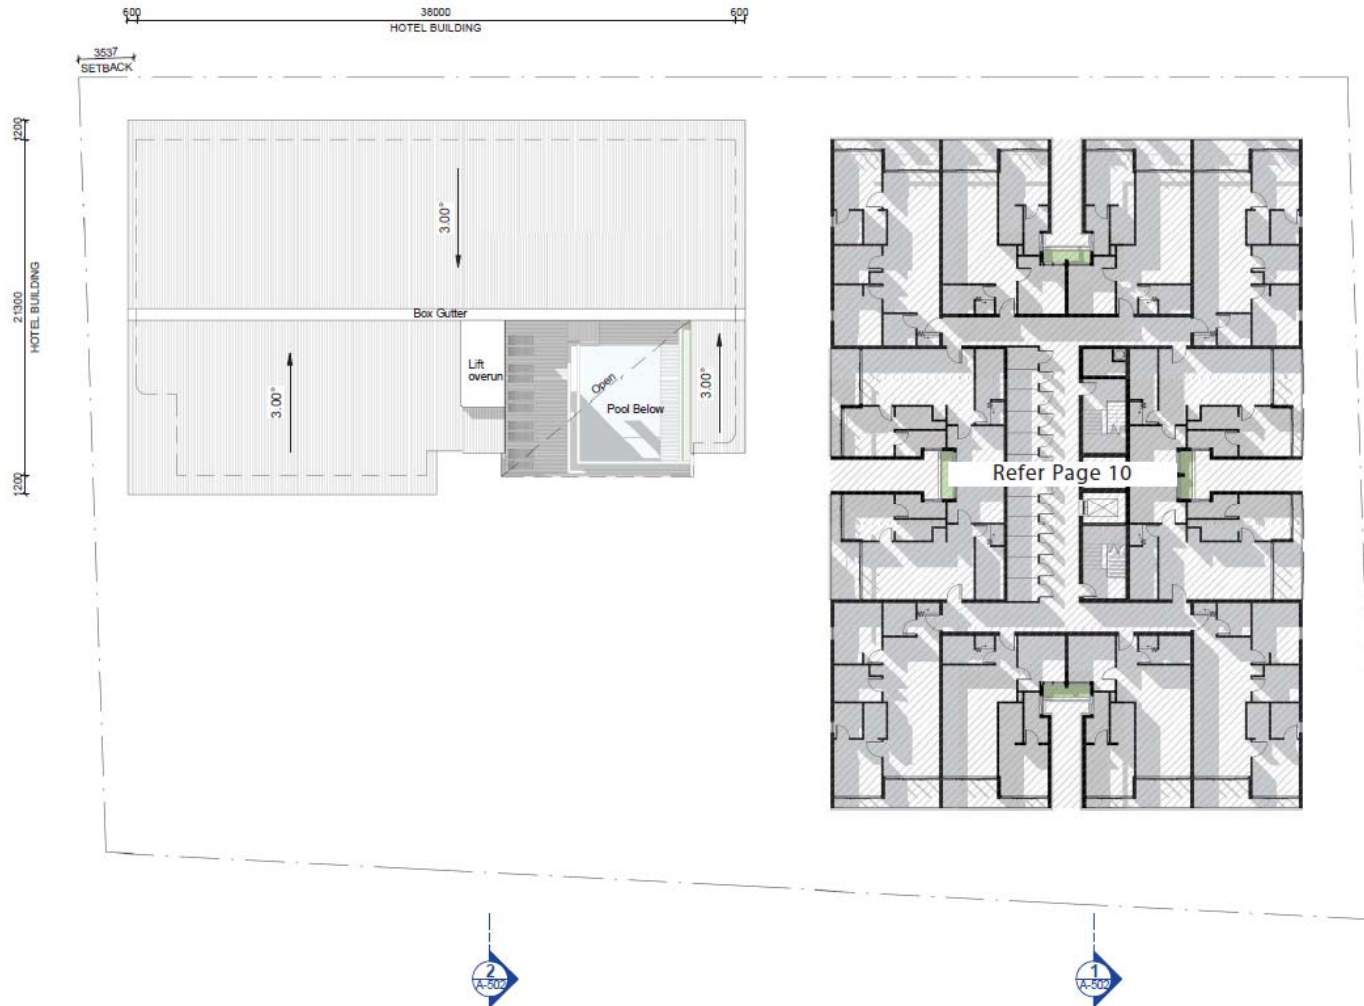 600 38000 600
HOTEL BUILDING
3537
SETBACK
1200
21300
HOTEL BUILDING
1200
3.00°
Box Gutter
Lift
overun
Open
Pool Below
3.00°
3.00°
Refer Page 10
2
A-502
1
A-502